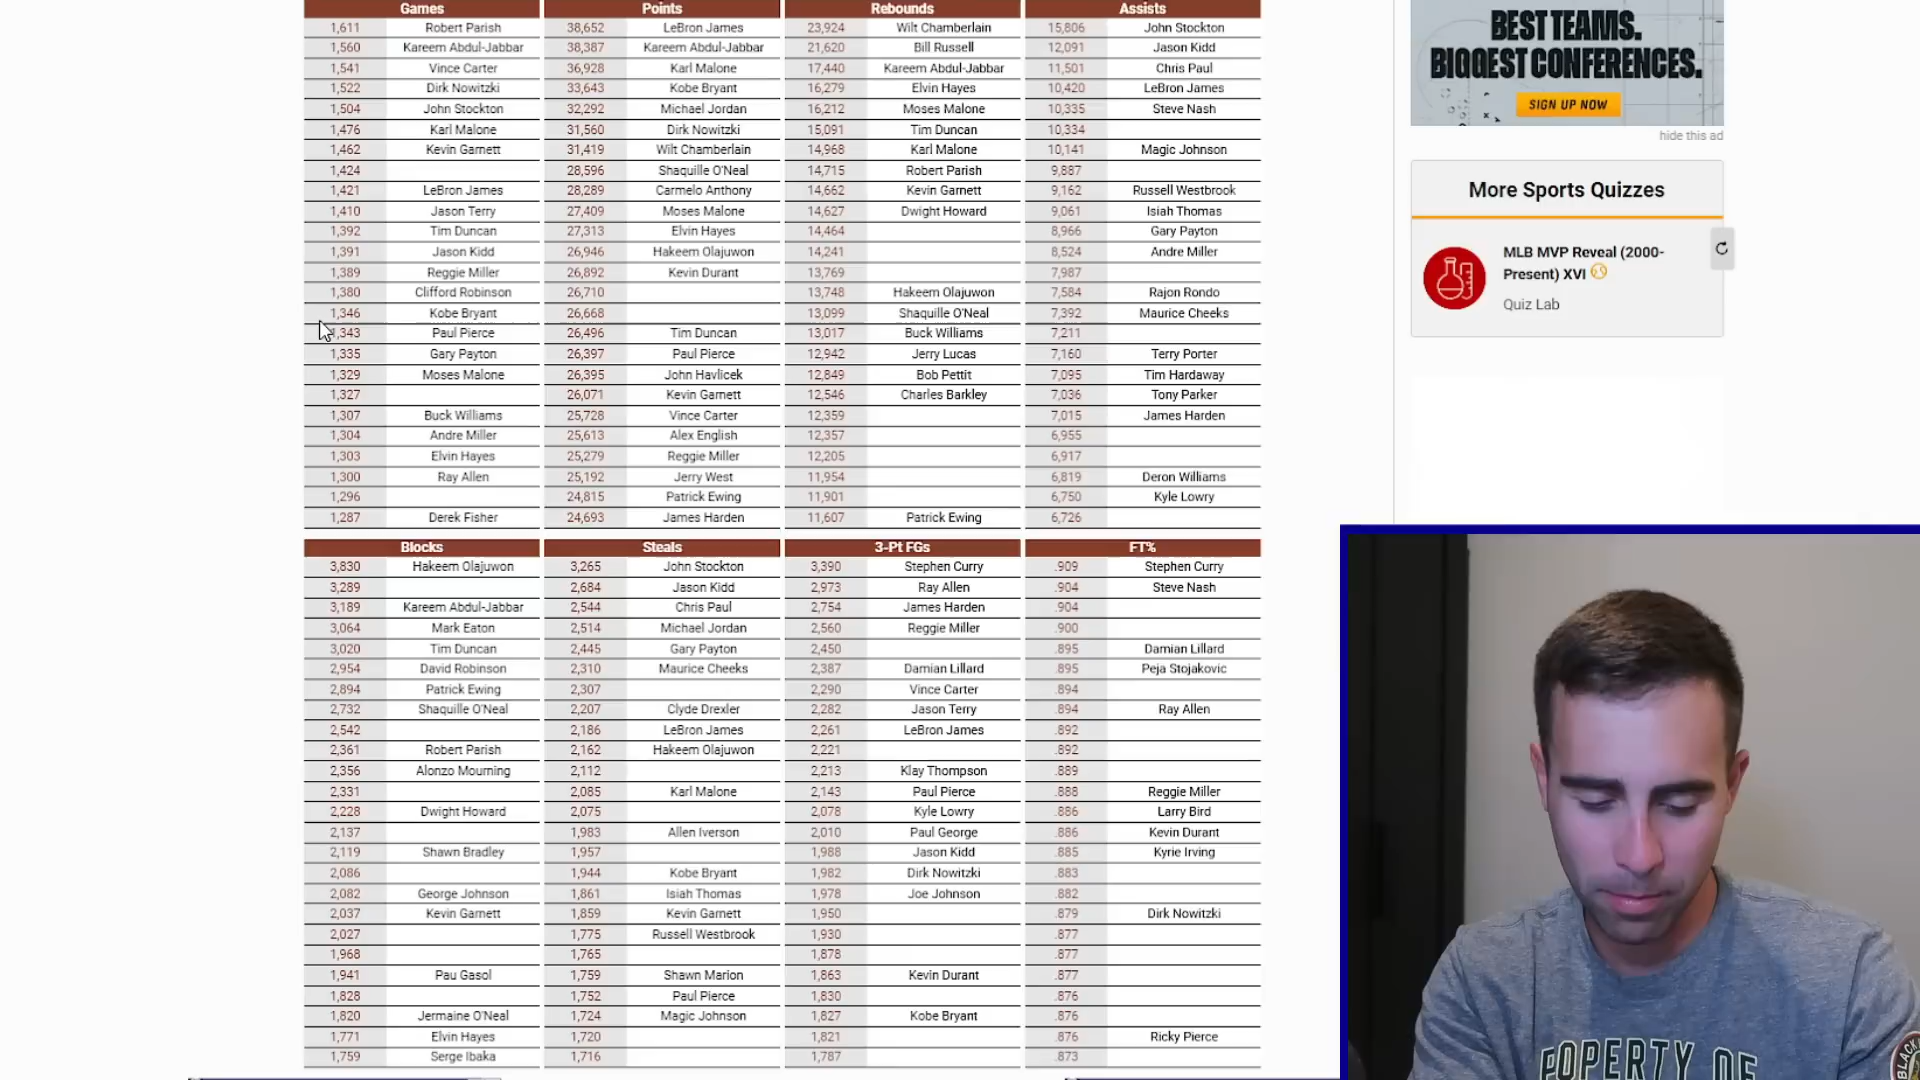 Games Points Rebounds Assists
1,611 Robert Parish 38,652 LeBron James 23,924 Wilt Chamberlain 15,806 John Stockton
1,560 Kareem Abdul-Jabbar 38,387 Kareem Abdul-Jabbar 21,620 Bill Russell 12,091 Jason Kidd
1,541 Vince Carter 36,928 Karl Malone 17,440 Kareem Abdul-Jabbar 11,501 Chris Paul
1,522 Dirk Nowitzki 33,643 Kobe Bryant 16,279 Elvin Hayes 10,420 LeBron James
1,504 John Stockton 32,292 Michael Jordan 16,212 Moses Malone 10,335 Steve Nash
1,476 Karl Malone 31,560 Dirk Nowitzki 15,091 Tim Duncan 10,334
1,462 Kevin Garnett 31,419 Wilt Chamberlain 14,968 Karl Malone 10,141 Magic Johnson
1,424 28,596 Shaquille O'Neal 14,715 Robert Parish 9,887
1,421 LeBron James 28,289 Carmelo Anthony 14,662 Kevin Garnett 9,162 Russell Westbrook
1,410 Jason Terry 27,409 Moses Malone 14,627 Dwight Howard 9,061 Isiah Thomas
1,392 Tim Duncan 27,313 Elvin Hayes 14,464 8,966 Gary Payton
1,391 Jason Kidd 26,946 Hakeem Olajuwon 14,241 8,524 Andre Miller
1,389 Reggie Miller 26,892 Kevin Durant 13,769 7,987
1,380 Clifford Robinson 26,710 13,748 Hakeem Olajuwon 7,584 Rajon Rondo
1,346 Kobe Bryant 26,668 13,099 Shaquille O'Neal 7,392 Maurice Cheeks
1,343 Paul Pierce 26,496 Tim Duncan 13,017 Buck Williams 7,211
1,335 Gary Payton 26,397 Paul Pierce 12,942 Jerry Lucas 7,160 Terry Porter
1,329 Moses Malone 26,395 John Havlicek 12,849 Bob Pettit 7,095 Tim Hardaway
1,327 26,071 Kevin Garnett 12,546 Charles Barkley 7,036 Tony Parker
1,307 Buck Williams 25,728 Vince Carter 12,359 7,015 James Harden
1,304 Andre Miller 25,613 Alex English 12,357 6,955
1,303 Elvin Hayes 25,279 Reggie Miller 12,205 6,917
1,300 Ray Allen 25,192 Jerry West 11,954 6,819 Deron Williams
1,296 24,815 Patrick Ewing 11,901 6,750 Kyle Lowry
1,287 Derek Fisher 24,693 James Harden 11,607 Patrick Ewing 6,726
Blocks Steals 3-Pt FGs FT%
3,830 Hakeem Olajuwon 3,265 John Stockton 3,390 Stephen Curry .909 Stephen Curry
3,289 2,684 Jason Kidd 2,973 Ray Allen .904 Steve Nash
3,189 Kareem Abdul-Jabbar 2,544 Chris Paul 2,754 James Harden .904
3,064 Mark Eaton 2,514 Michael Jordan 2,560 Reggie Miller .900
3,020 Tim Duncan 2,445 Gary Payton 2,450 .895 Damian Lillard
2,954 David Robinson 2,310 Maurice Cheeks 2,387 Damian Lillard .895 Peja Stojakovic
2,894 Patrick Ewing 2,307 2,290 Vince Carter .894
2,732 Shaquille O'Neal 2,207 Clyde Drexler 2,282 Jason Terry .894 Ray Allen
2,542 2,186 LeBron James 2,261 LeBron James .892
2,361 Robert Parish 2,162 Hakeem Olajuwon 2,221 .892
2,356 Alonzo Mourning 2,112 2,213 Klay Thompson .889
2,331 2,085 Karl Malone 2,143 Paul Pierce .888 Reggie Miller
2,228 Dwight Howard 2,075 2,078 Kyle Lowry .886 Larry Bird
2,137 1,983 Allen Iverson 2,010 Paul George .886 Kevin Durant
2,119 Shawn Bradley 1,957 1,988 Jason Kidd .885 Kyrie Irving
2,086 1,944 Kobe Bryant 1,982 Dirk Nowitzki .883
2,082 George Johnson 1,861 Isiah Thomas 1,978 Joe Johnson .882
2,037 Kevin Garnett 1,859 Kevin Garnett 1,950 .879 Dirk Nowitzki
2,027 1,775 Russell Westbrook 1,930 .877
1,968 1,765 1,878 .877
1,941 Pau Gasol 1,759 Shawn Marion 1,863 Kevin Durant .877
1,828 1,752 Paul Pierce 1,830 .876
1,820 Jermaine O'Neal 1,724 Magic Johnson 1,827 Kobe Bryant .876
1,771 Elvin Hayes 1,720 1,821 .876 Ricky Pierce
1,759 Serge Ibaka 1,716 1,787 .873
BEST TEAMS.
BIGGEST CONFERENCES.
SIGN UP NOW
hide this ad
More Sports Quizzes
MLB MVP Reveal (2000-
Present) XVI
Quiz Lab
POPERTY OF